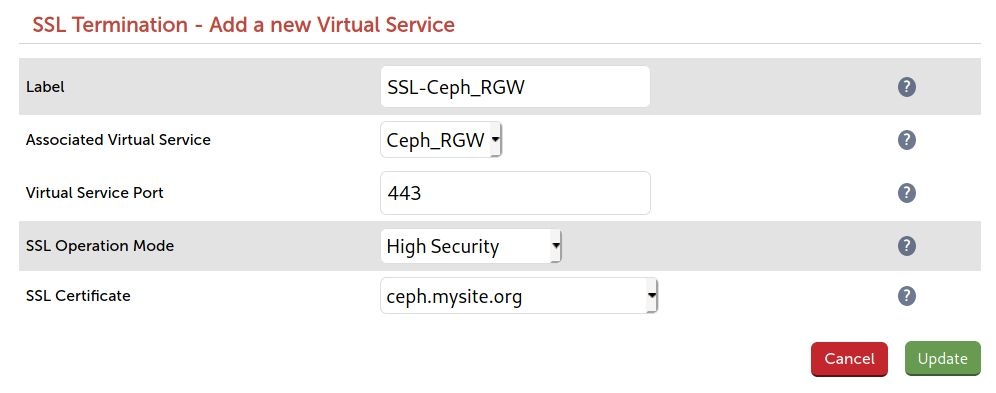 SSL Termination - Add a new Virtual Service
Label SSL-Ceph_RGW ?
Associated Virtual Service Ceph_RGW ?
Virtual Service Port 443 ?
SSL Operation Mode High Security ?
SSL Certificate ceph.mysite.org ?
Cancel Update